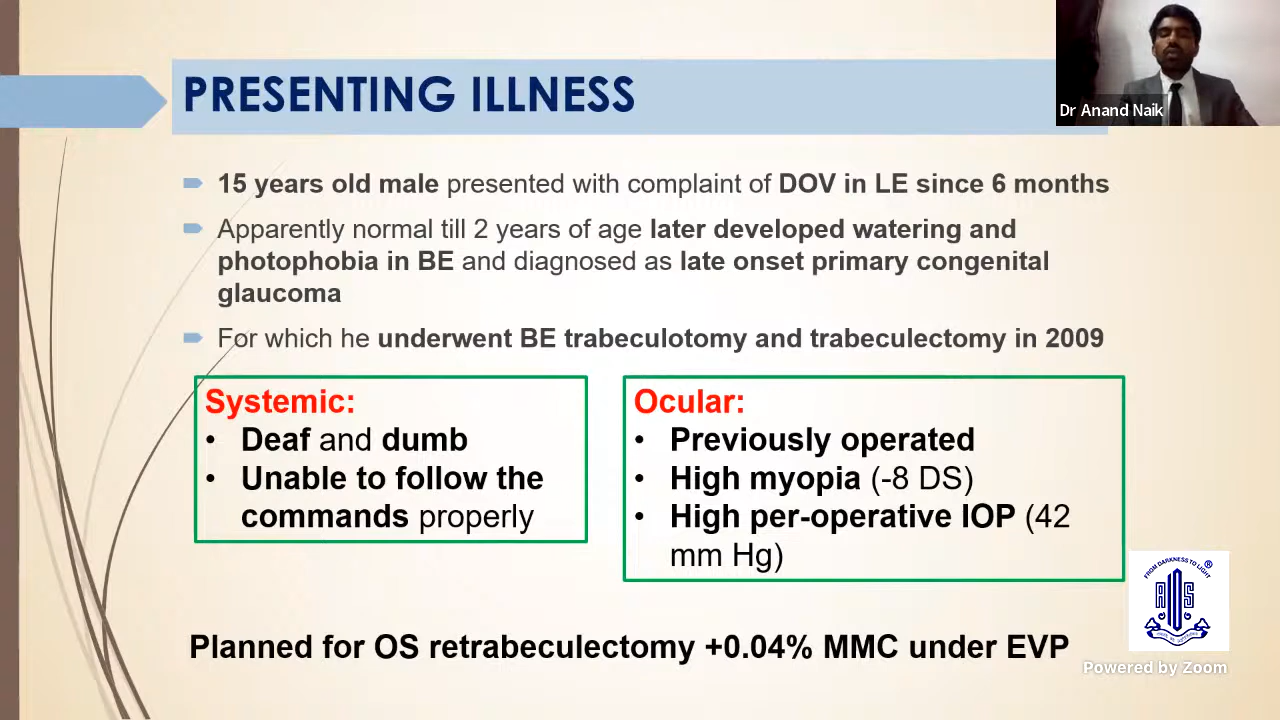 PRESENTING ILLNESS
Dr Anand Naik
15 years old male presented with complaint of DOV in LE since 6 months
Apparently normal till 2 years of age later developed watering and
photophobia in BE and diagnosed as late onset primary congenital
glaucoma
For which he underwent BE trabeculotomy and trabeculectomy in 2009
Systemic:
• Deaf and dumb
• Unable to follow the
commands properly
Ocular:
• Previously operated
• High myopia (-8 DS)
• High per-operative IOP (42
mm Hg)
FROM DARKNESS TO LIGHT
®
Planned for OS retrabeculectomy +0.04% MMC under EVP
Powered by Zoom